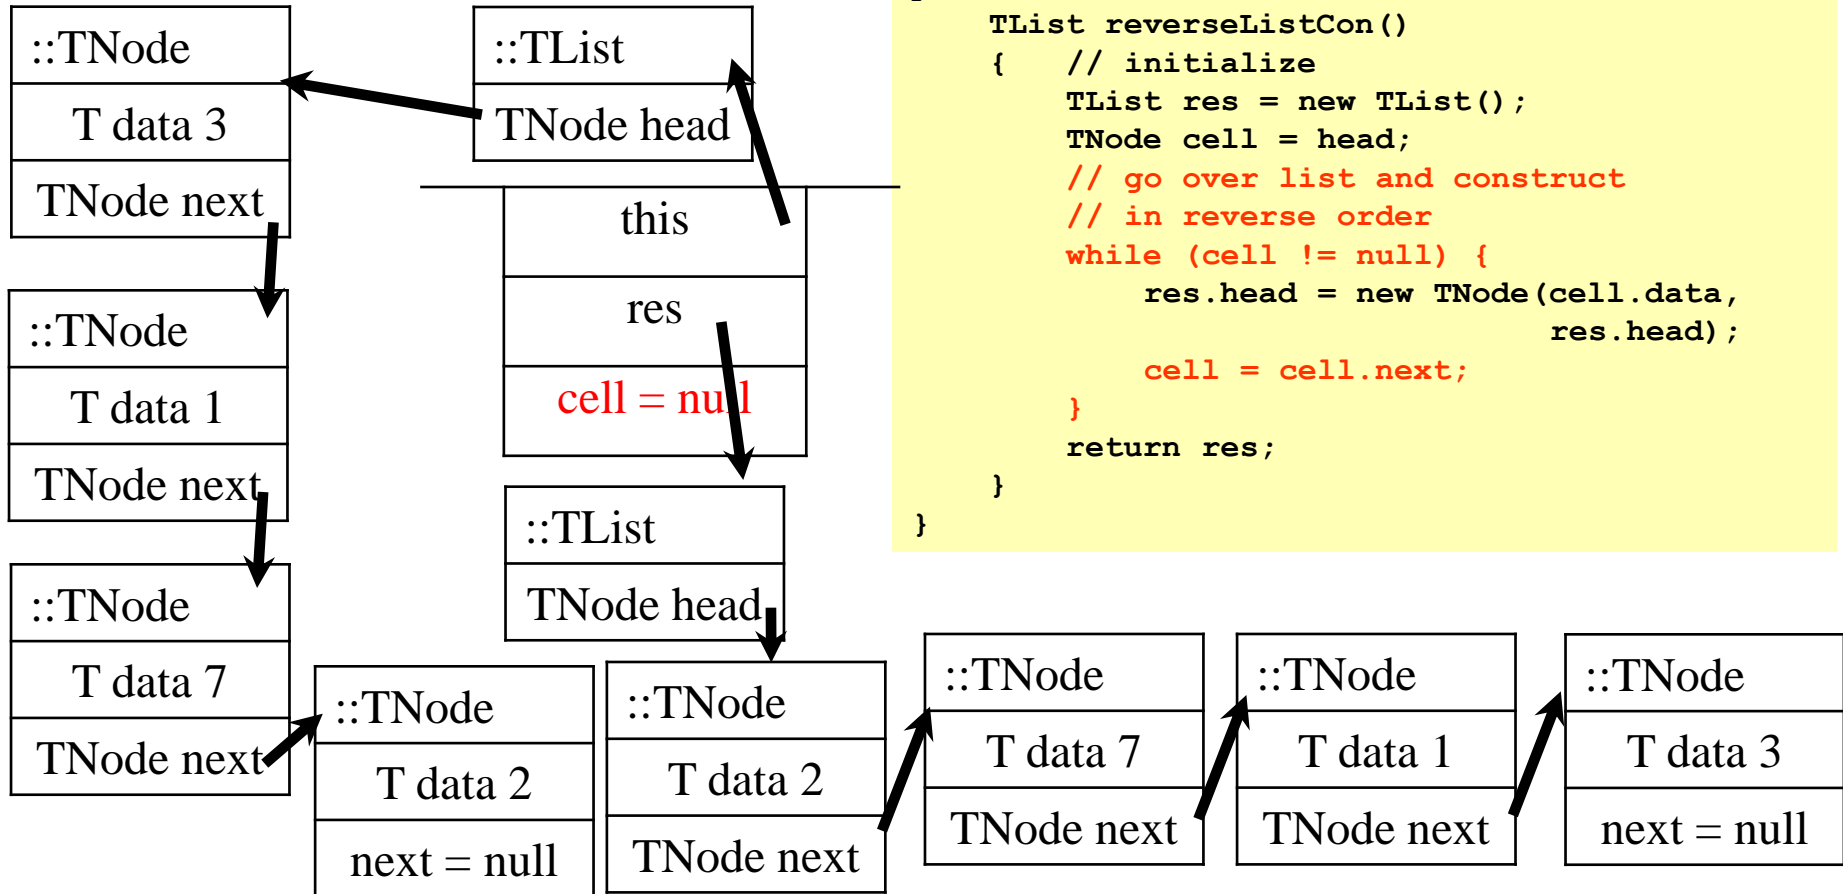 ::TNode
T data 3
TNode next
::TNode
T data 1
TNode next
::TNode
T data 7
TNode next
::TNode
T data 2
next = null
::TList
TNode head
this
res
cell = null
::TList
TNode head
::TNode
T data 2
TNode next
::TNode
T data 7
TNode next
::TNode
T data 1
TNode next
::TNode
T data 3
next = null
TList reverseListCon()
{ // initialize
TList res = new TList();
TNode cell = head;
// go over list and construct
// in reverse order
while (cell != null) {
res.head = new TNode(cell.data,
res.head);
cell = cell.next;
}
return res;
}
}